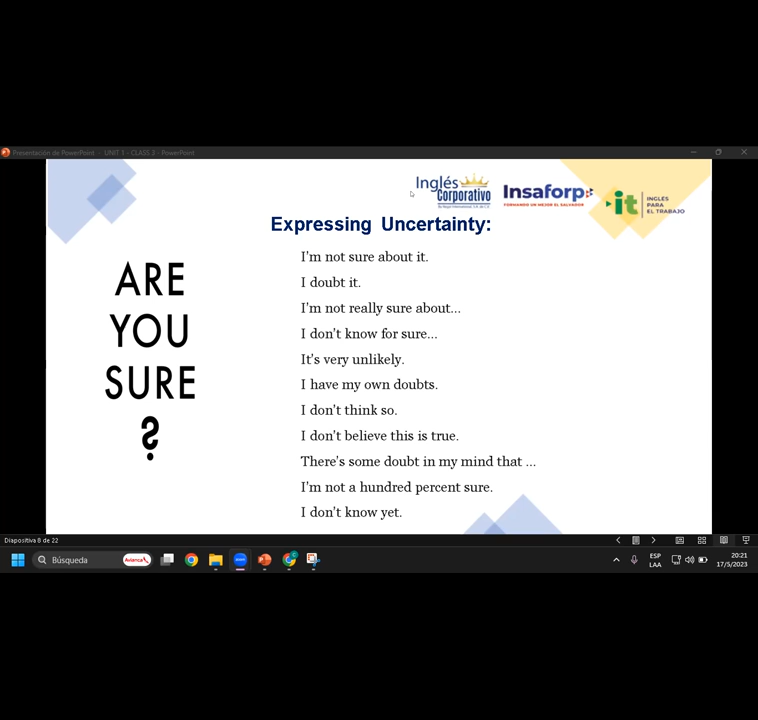 Presentación de PowerPoint - UNIT 1 - CLASS 3 - PowerPoint
Inglés
Corporativo
Insaforp
FORMANDO UN MEJOR EL SALVADOR
it
INGLÉS
PARA
EL TRABAJO
Expressing Uncertainty:
ARE
YOU
SURE
?
I'm not sure about it.
I doubt it.
I'm not really sure about...
I don't know for sure...
It's very unlikely.
I have my own doubts.
I don't think so.
I don't believe this is true.
There's some doubt in my mind that ...
I'm not a hundred percent sure.
I don't know yet.
Diapositiva 8 de 22
Búsqueda
Avianca
ESP
LAA
20:21
17/5/2023